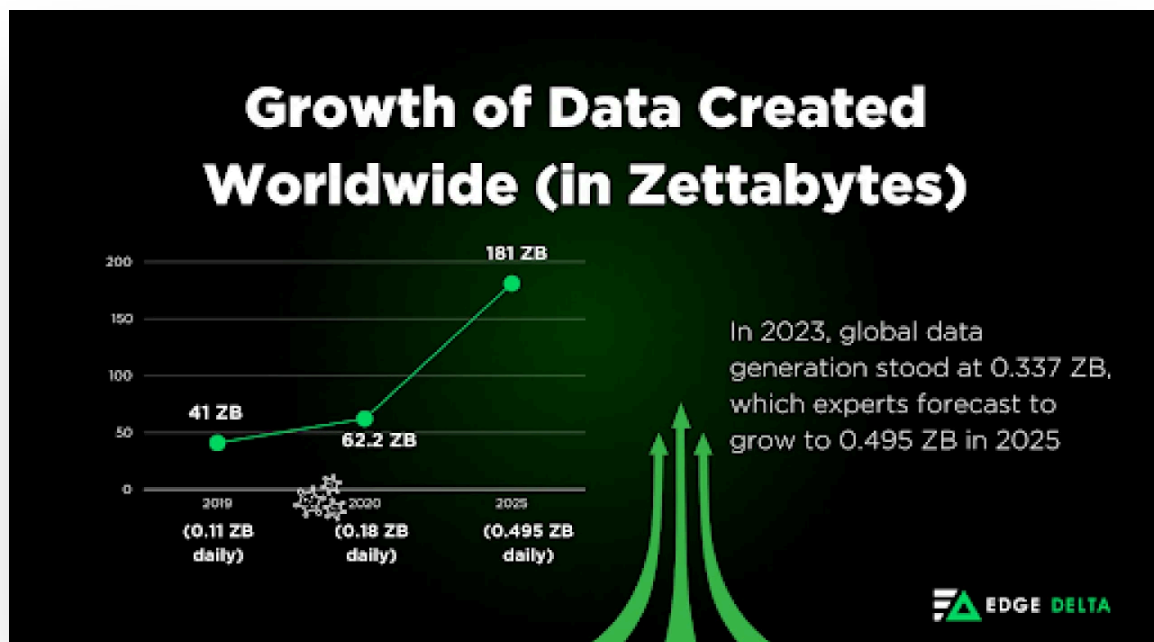 Growth of Data Created
Worldwide (in Zettabytes)
200
150
100
50
0
41 ZB
62.2 ZB
181 ZB
2019
2020
2025
(0.11 ZB
daily)
(0.18 ZB
daily)
(0.495 ZB
daily)
In 2023, global data
generation stood at 0.337 ZB,
which experts forecast to
grow to 0.495 ZB in 2025
EDGE DELTA